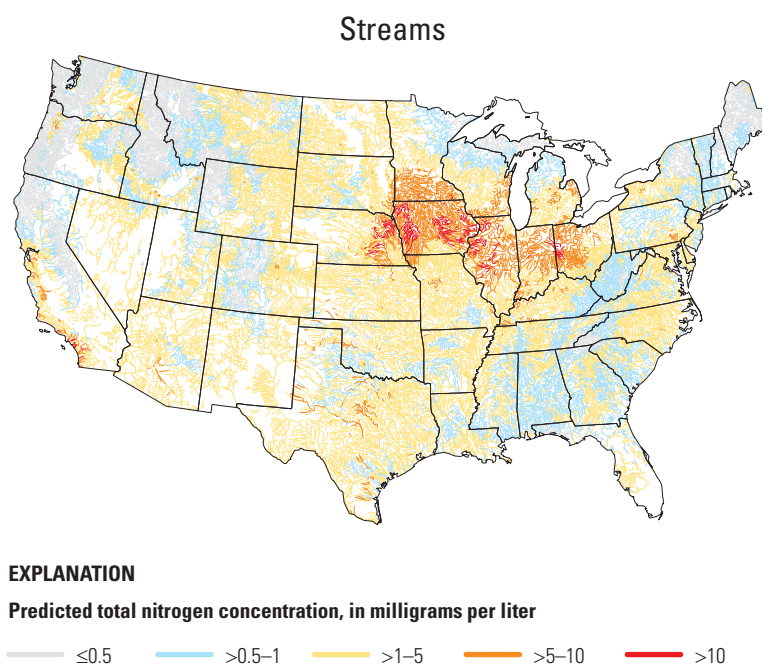 Streams
EXPLANATION
Predicted total nitrogen concentration, in milligrams per liter
≤0.5 >0.5–1 >1–5 >5–10 >10